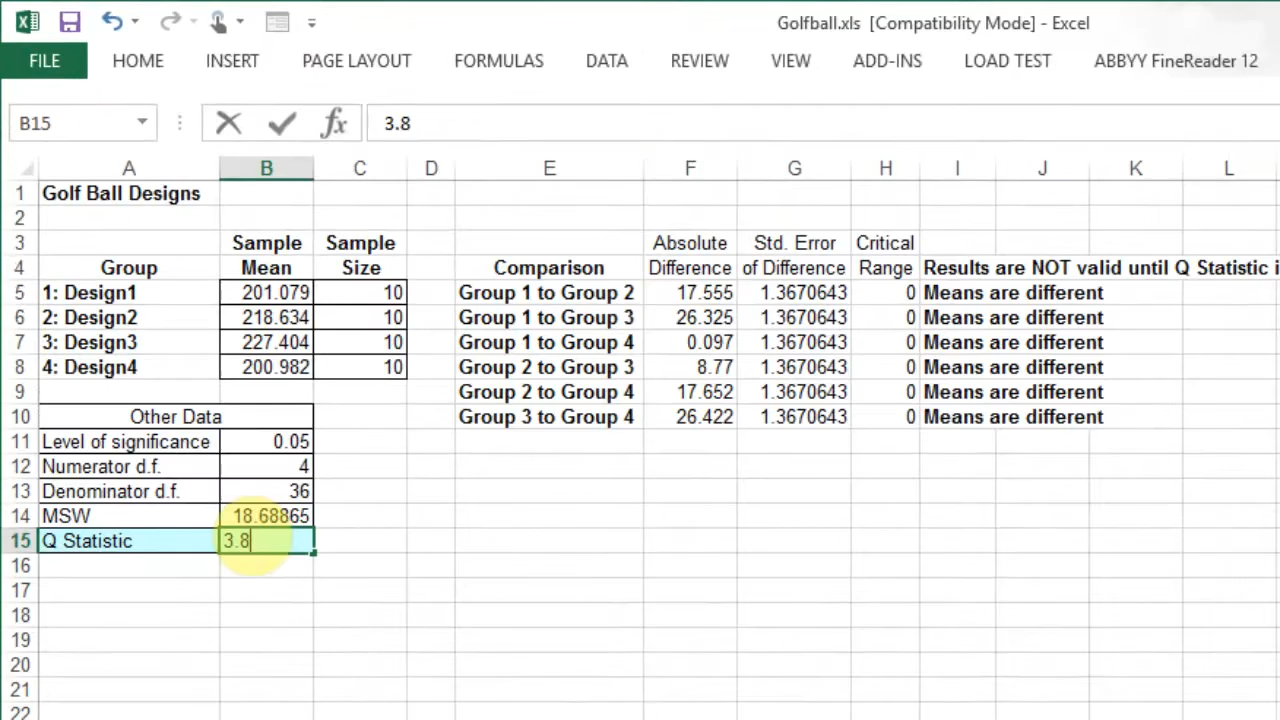 Golfball.xls [Compatibility Mode] - Excel
FILE HOME INSERT PAGE LAYOUT FORMULAS DATA REVIEW VIEW ADD-INS LOAD TEST ABBYY FineReader 12
B15 fx 3.8
A B C D E F G H I J K L
1 Golf Ball Designs
2
3 Sample Sample Absolute Std. Error Critical
4 Group Mean Size Comparison Difference of Difference Range Results are NOT valid until Q Statistic i
5 1: Design1 201.079 10 Group 1 to Group 2 17.555 1.3670643 0 Means are different
6 2: Design2 218.634 10 Group 1 to Group 3 26.325 1.3670643 0 Means are different
7 3: Design3 227.404 10 Group 1 to Group 4 0.097 1.3670643 0 Means are different
8 4: Design4 200.982 10 Group 2 to Group 3 8.77 1.3670643 0 Means are different
9 Group 2 to Group 4 17.652 1.3670643 0 Means are different
10 Other Data Group 3 to Group 4 26.422 1.3670643 0 Means are different
11 Level of significance 0.05
12 Numerator d.f. 4
13 Denominator d.f. 36
14 MSW 18.68865
15 Q Statistic 3.8
16
17
18
19
20
21
22